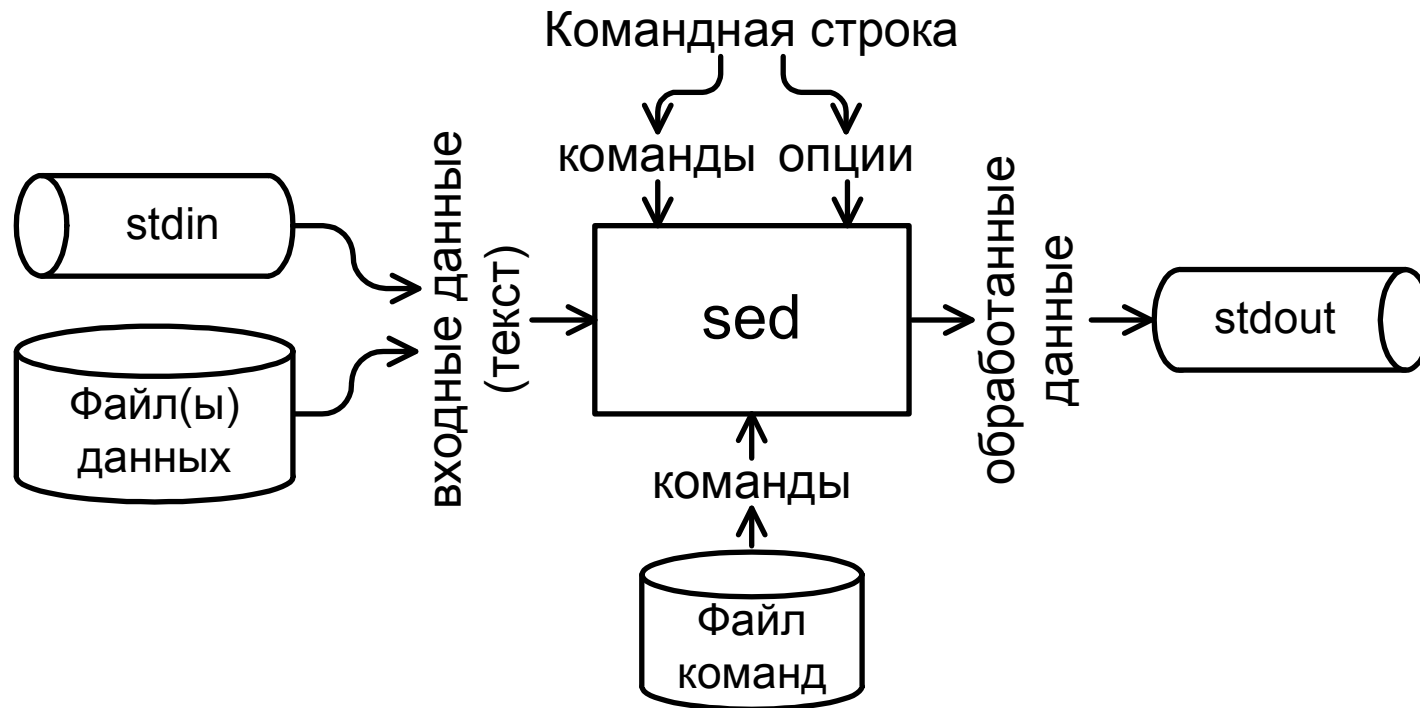 Командная строка
команды опции
stdin
Файл(ы)
данных
входные данные
(текст)
sed
обработанные
данные
stdout
команды
Файл
команд